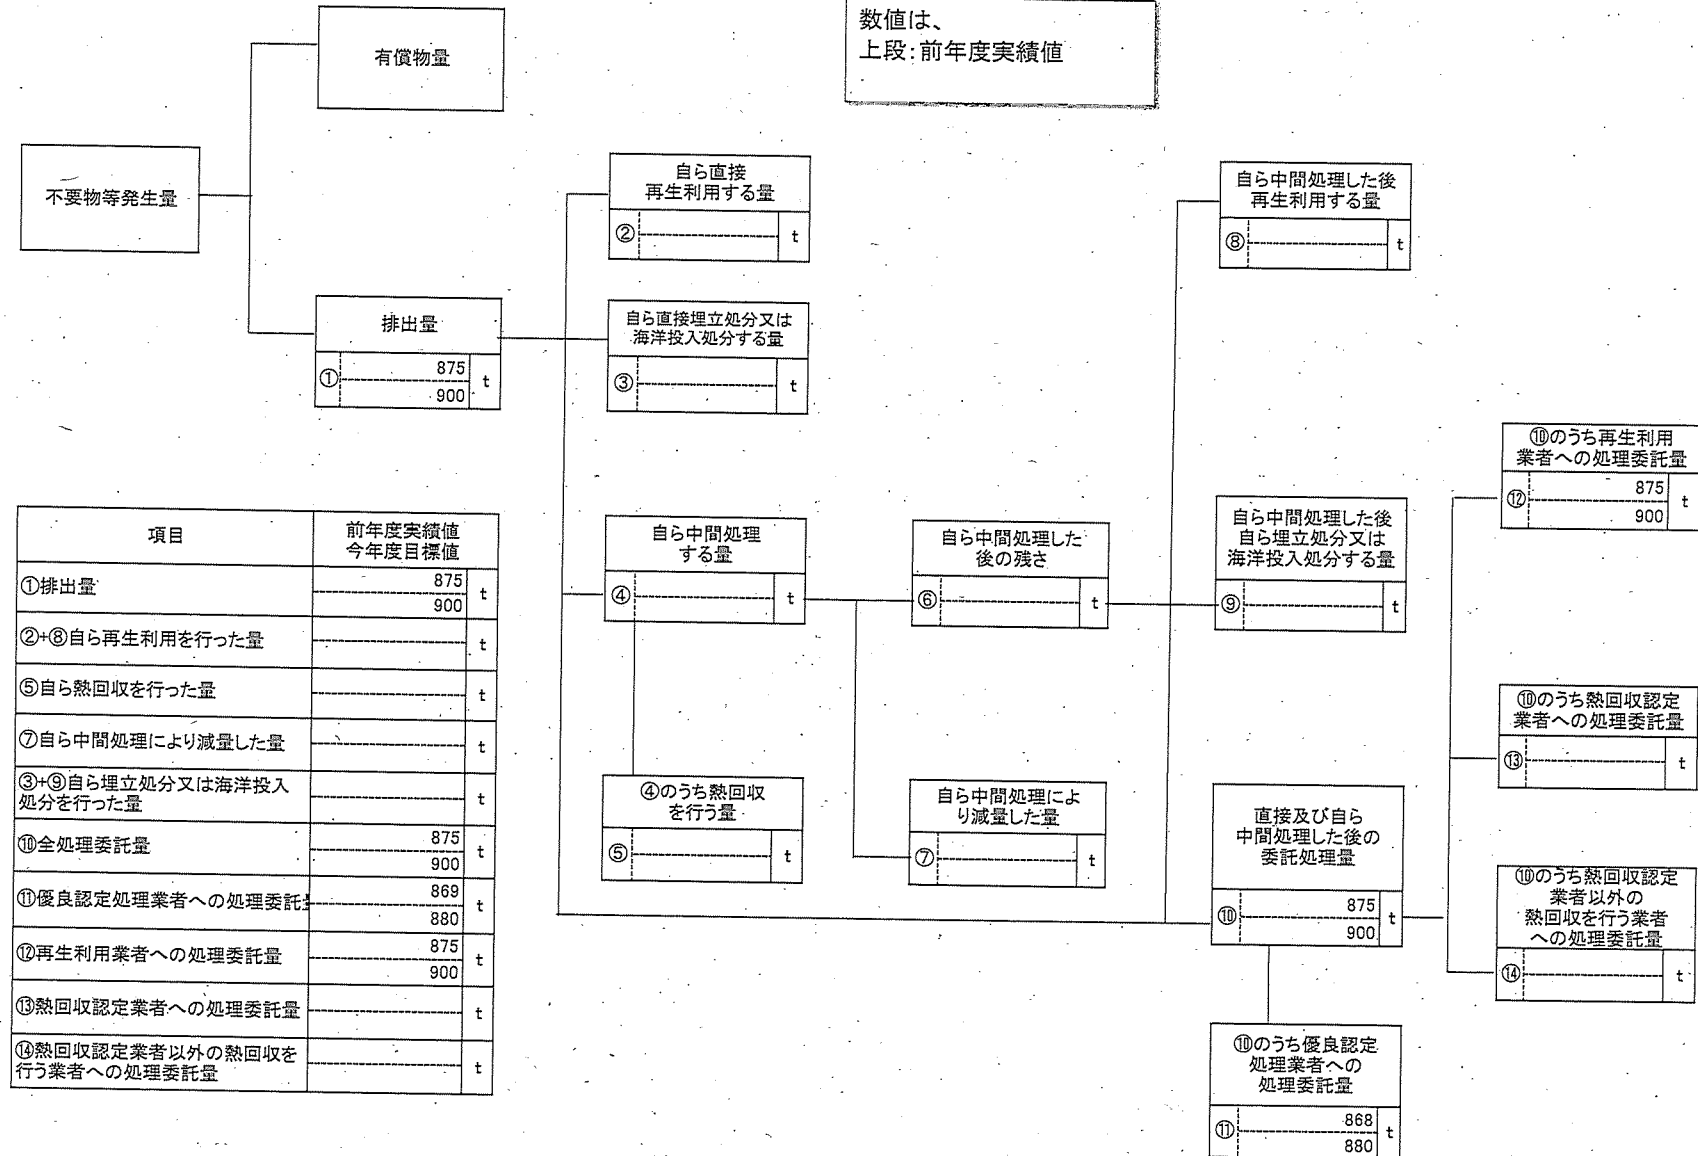 数値は、
上段：前年度実績値
有償物量
不要物等発生量
排出量
①
875
900
t
自ら直接
再生利用する量
②
t
自ら直接埋立処分又は
海洋投入処分する量
③
t
自ら中間処理
する量
④
t
④のうち熱回収
を行う量
⑤
t
自ら中間処理した
後の残さ
⑥
t
自ら中間処理によ
り減量した量
⑦
t
自ら中間処理した後
再生利用する量
⑧
t
自ら中間処理した後
自ら埋立処分又は
海洋投入処分する量
⑨
t
直接及び自ら
中間処理した後の
委託処理量
⑩
875
900
t
⑩のうち優良認定
処理業者への
処理委託量
⑪
868
880
t
⑩のうち再生利用
業者への処理委託量
⑫
875
900
t
⑩のうち熱回収認定
業者への処理委託量
⑬
t
⑩のうち熱回収認定
業者以外の
熱回収を行う業者
への処理委託量
⑭
t
項目
前年度実績値
今年度目標値
①排出量
875
900
t
②+⑧自ら再生利用を行った量
t
⑤自ら熱回収を行った量
t
⑦自ら中間処理により減量した量
t
③+⑨自ら埋立処分又は海洋投入
処分を行った量
t
⑩全処理委託量
875
900
t
⑪優良認定処理業者への処理委託
869
880
t
⑫再生利用業者への処理委託量
875
900
t
⑬熱回収認定業者への処理委託量
t
⑭熱回収認定業者以外の熱回収を
行う業者への処理委託量
t